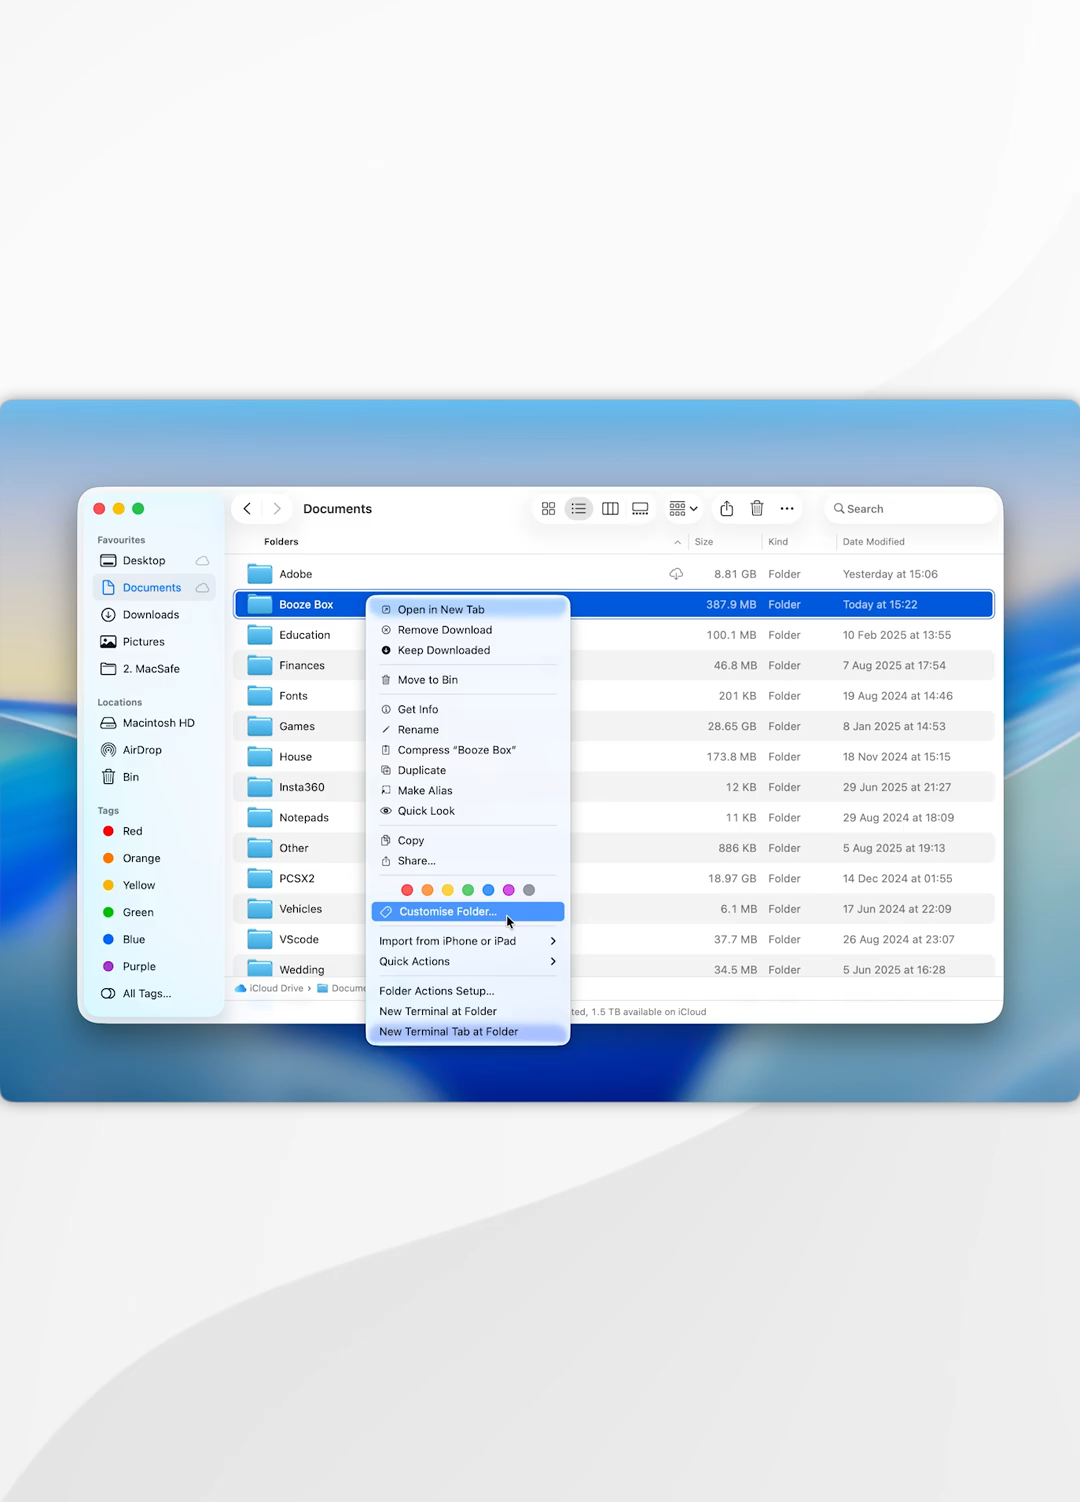 Documents
Search
Favourites
Desktop
Documents
Downloads
Pictures
2. MacSafe
Locations
Macintosh HD
AirDrop
Bin
Tags
Red
Orange
Yellow
Green
Blue
Purple
All Tags...
Folders Size Kind Date Modified
Adobe 8.81 GB Folder Yesterday at 15:06
Booze Box 387.9 MB Folder Today at 15:22
Education 100.1 MB Folder 10 Feb 2025 at 13:55
Finances 46.8 MB Folder 7 Aug 2025 at 17:54
Fonts 201 KB Folder 19 Aug 2024 at 14:46
Games 28.65 GB Folder 8 Jan 2025 at 14:53
House 173.8 MB Folder 18 Nov 2024 at 15:15
Insta360 12 KB Folder 29 Jun 2025 at 21:27
Notepads 11 KB Folder 29 Aug 2024 at 18:09
Other 886 KB Folder 5 Aug 2025 at 19:13
PCSX2 18.97 GB Folder 14 Dec 2024 at 01:55
Vehicles 6.1 MB Folder 17 Jun 2024 at 22:09
VScode 37.7 MB Folder 26 Aug 2024 at 23:07
Wedding 34.5 MB Folder 5 Jun 2025 at 16:28
iCloud Drive › Docume
ted, 1.5 TB available on iCloud
Open in New Tab
Remove Download
Keep Downloaded
Move to Bin
Get Info
Rename
Compress “Booze Box”
Duplicate
Make Alias
Quick Look
Copy
Share...
Customise Folder...
Import from iPhone or iPad
Quick Actions
Folder Actions Setup...
New Terminal at Folder
New Terminal Tab at Folder